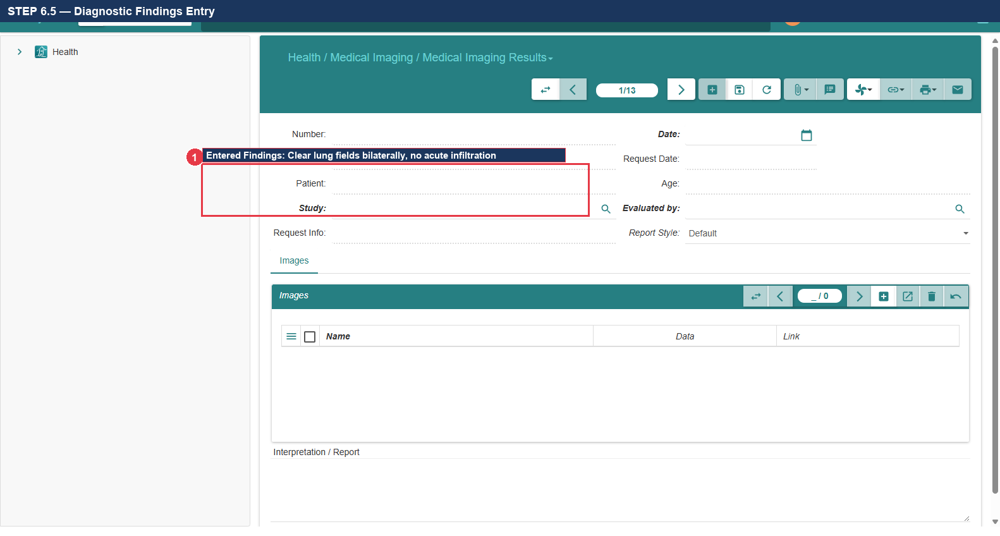 STEP 6.5 — Diagnostic Findings Entry
Health
Health / Medical Imaging / Medical Imaging Results
1/13
Number:
Date:
1
Entered Findings: Clear lung fields bilaterally, no acute infiltration
Request Date:
Patient:
Age:
Study:
Evaluated by:
Request Info:
Report Style:
Default
Images
Images
_ / 0
Name
Data
Link
Interpretation / Report